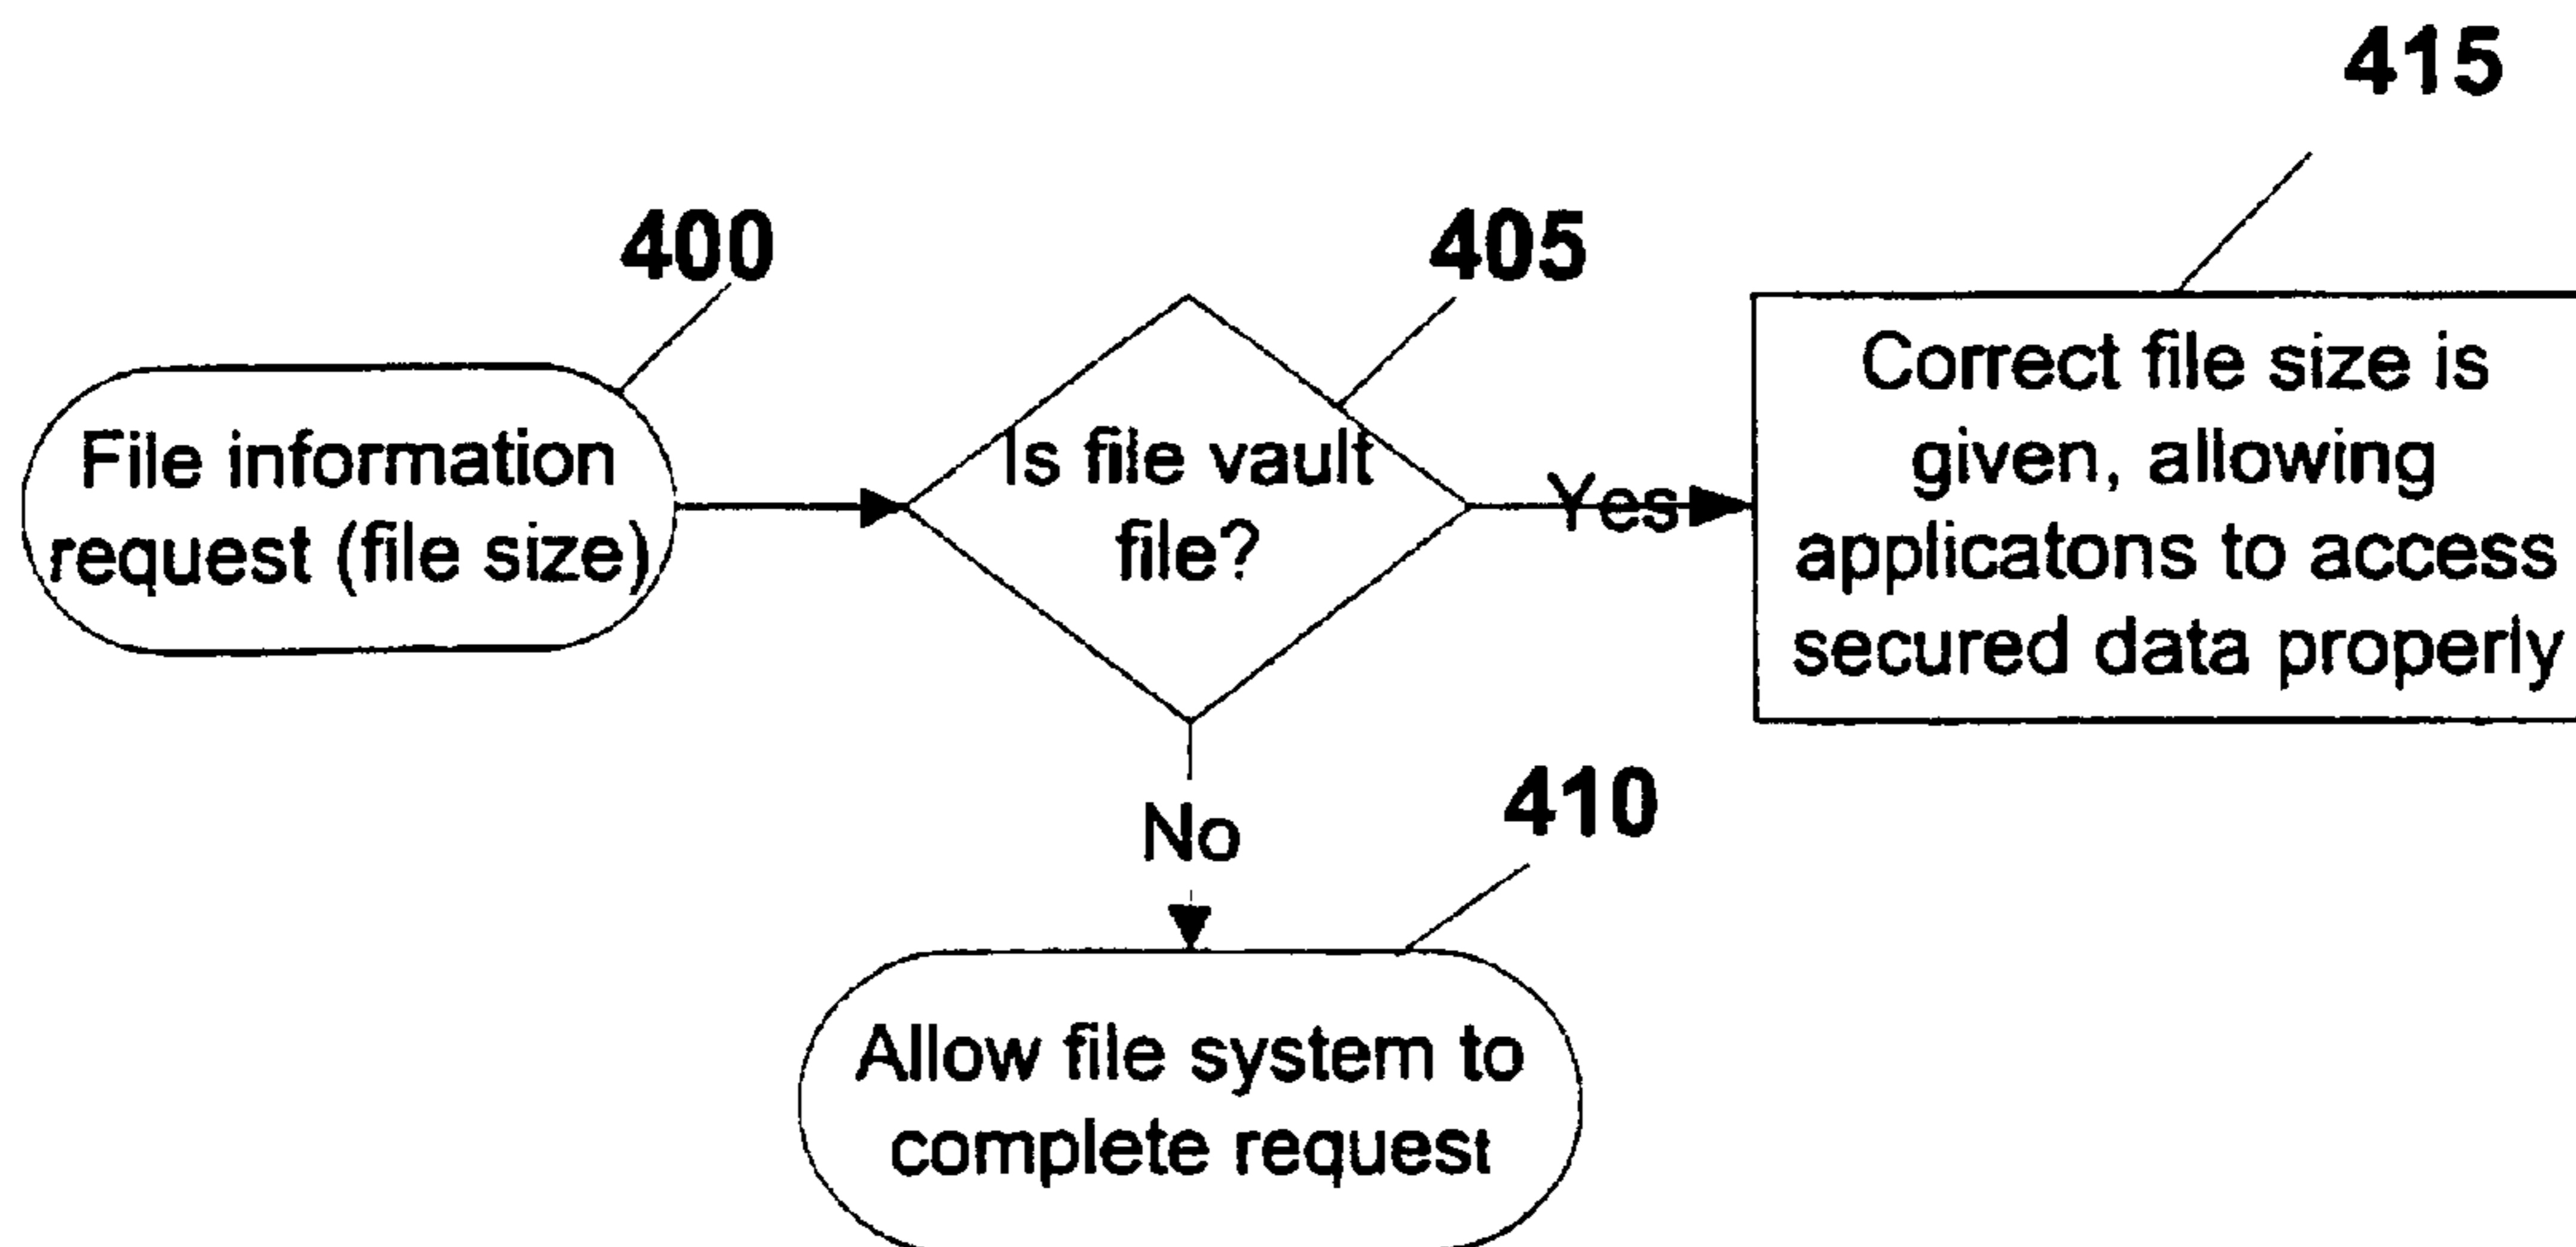 415
400
405
File information
request (file size)
Is file vault
file?
Yes
Correct file size is
given, allowing
applicatons to access
secured data properly
No
410
Allow file system to
complete request